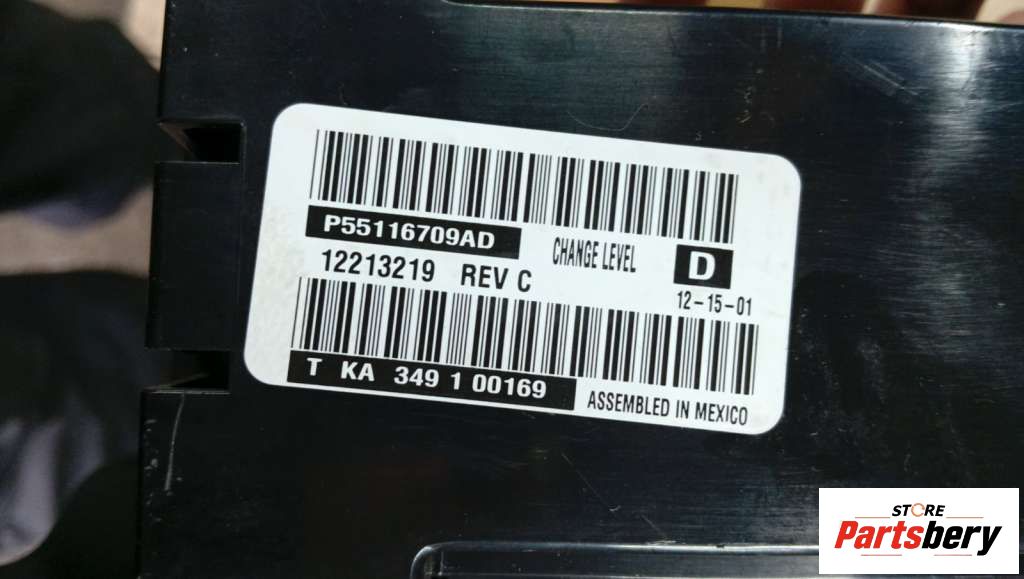 P55116709AD
CHANGE LEVEL
D
12213219 REV C
12-15-01
T KA 349 1 00169
ASSEMBLED IN MEXICO
STORE
Partsbery